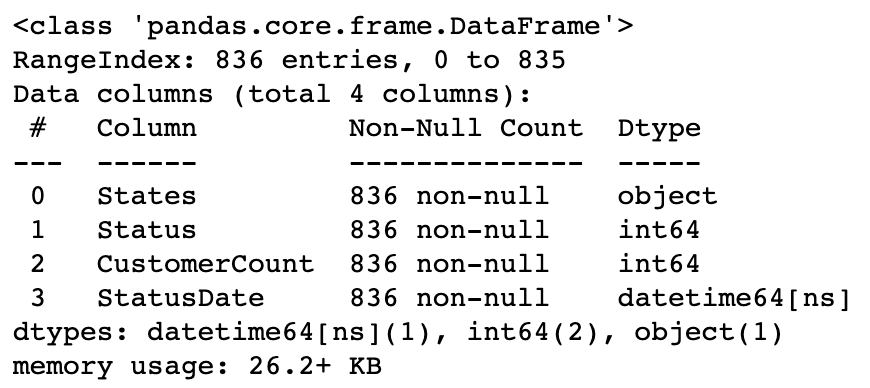 <class 'pandas.core.frame.DataFrame'>
RangeIndex: 836 entries, 0 to 835
Data columns (total 4 columns):
 #   Column         Non-Null Count  Dtype
---  ------         --------------  -----
 0   States         836 non-null    object
 1   Status         836 non-null    int64
 2   CustomerCount  836 non-null    int64
 3   StatusDate     836 non-null    datetime64[ns]
dtypes: datetime64[ns](1), int64(2), object(1)
memory usage: 26.2+ KB